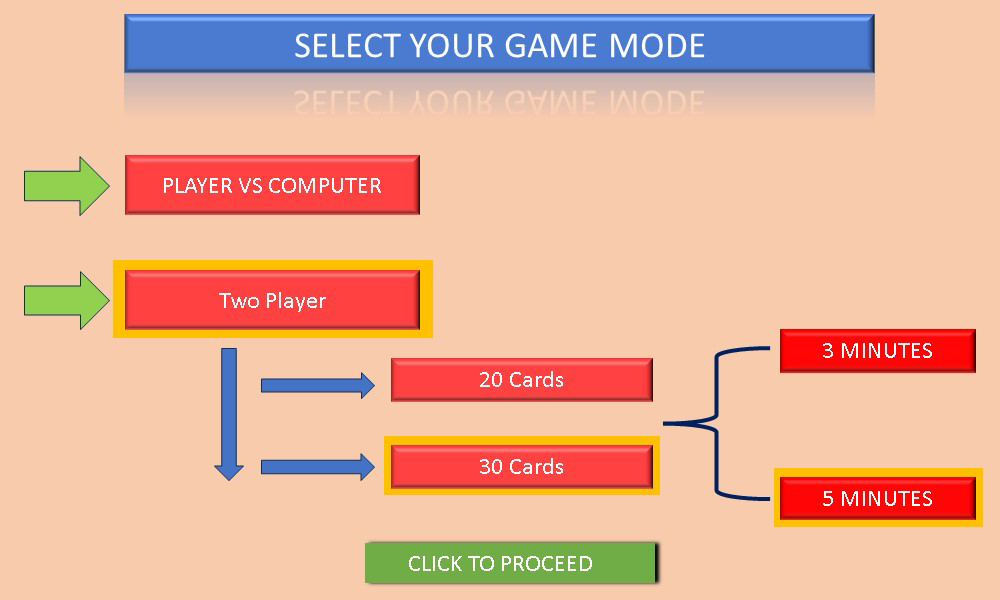 SELECT YOUR GAME MODE
PLAYER VS COMPUTER
Two Player
20 Cards
30 Cards
3 MINUTES
5 MINUTES
CLICK TO PROCEED